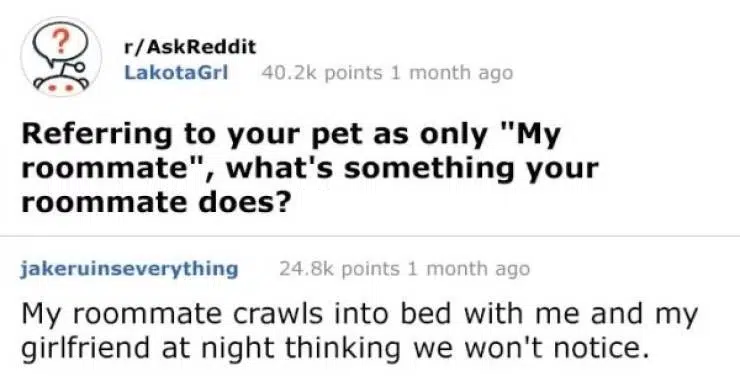 ?
r/AskReddit
LakotaGrl 40.2k points 1 month ago
Referring to your pet as only "My
roommate", what's something your
roommate does?
jakeruinseverything 24.8k points 1 month ago
My roommate crawls into bed with me and my
girlfriend at night thinking we won't notice.